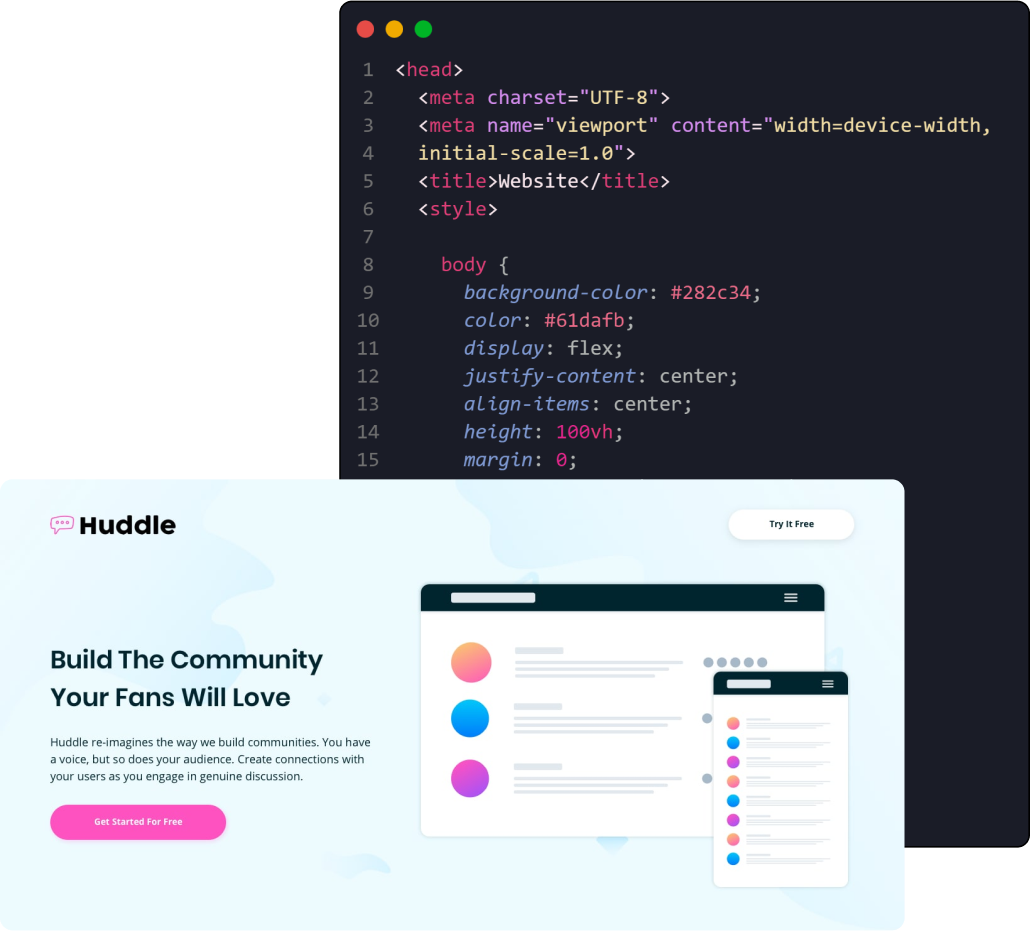 1 <head>
2 <meta charset="UTF-8">
3 <meta name="viewport" content="width=device-width,
4 initial-scale=1.0">
5 <title>Website</title>
6 <style>
7
8 body {
9 background-color: #282c34;
10 color: #61dafb;
11 display: flex;
12 justify-content: center;
13 align-items: center;
14 height: 100vh;
15 margin: 0;
Huddle
Try It Free
Build The Community
Your Fans Will Love
Huddle re-imagines the way we build communities. You have
a voice, but so does your audience. Create connections with
your users as you engage in genuine discussion.
Get Started For Free